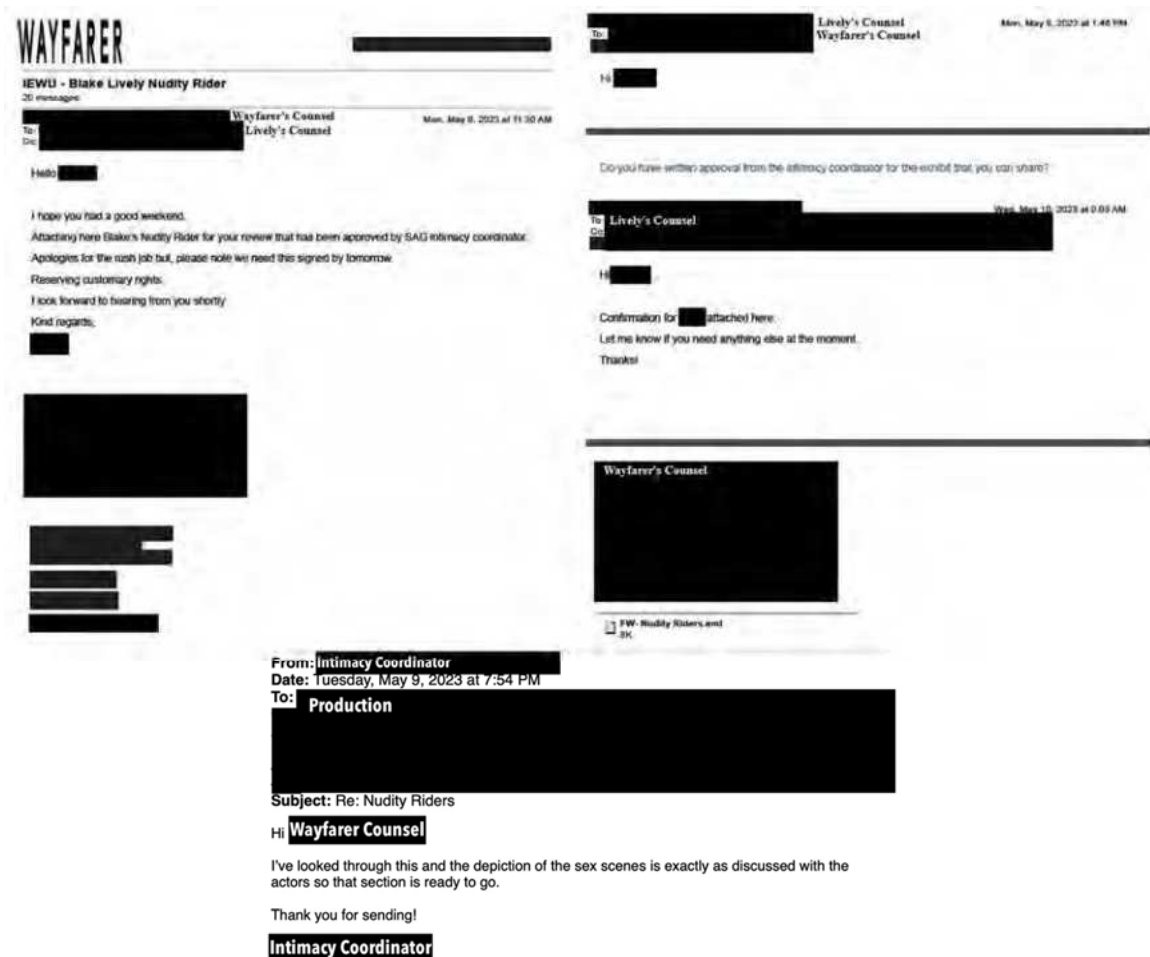 WAYFARER
IEWU - Blake Lively Nudity Rider
20 messages
Wayfarer's Counsel
Mon, May 8, 2023 at 11:30 AM
To:
Lively's Counsel
Cc:
Hello
I hope you had a good weekend.
Attaching here Blake's Nudity Rider for your review that has been approved by SAG intimacy coordinator.
Apologies for the rush job but, please note we need this signed by tomorrow.
Reserving customary rights.
I look forward to hearing from you shortly
Kind regards,
Lively's Counsel
Mon, May 8, 2023 at 1:46 PM
To:
Wayfarer's Counsel
Hi
Do you have written approval from the intimacy coordinator for the exhibit that you can share?
Wed, May 10, 2023 at 9:03 AM
To:
Lively's Counsel
Cc:
Hi
Confirmation for
attached here.
Let me know if you need anything else at the moment.
Thanks!
Wayfarer's Counsel
FW- Nudity Riders.eml
8K
From: Intimacy Coordinator
Date: Tuesday, May 9, 2023 at 7:54 PM
To: Production
Subject: Re: Nudity Riders
Hi Wayfarer Counsel
I've looked through this and the depiction of the sex scenes is exactly as discussed with the
actors so that section is ready to go.
Thank you for sending!
Intimacy Coordinator